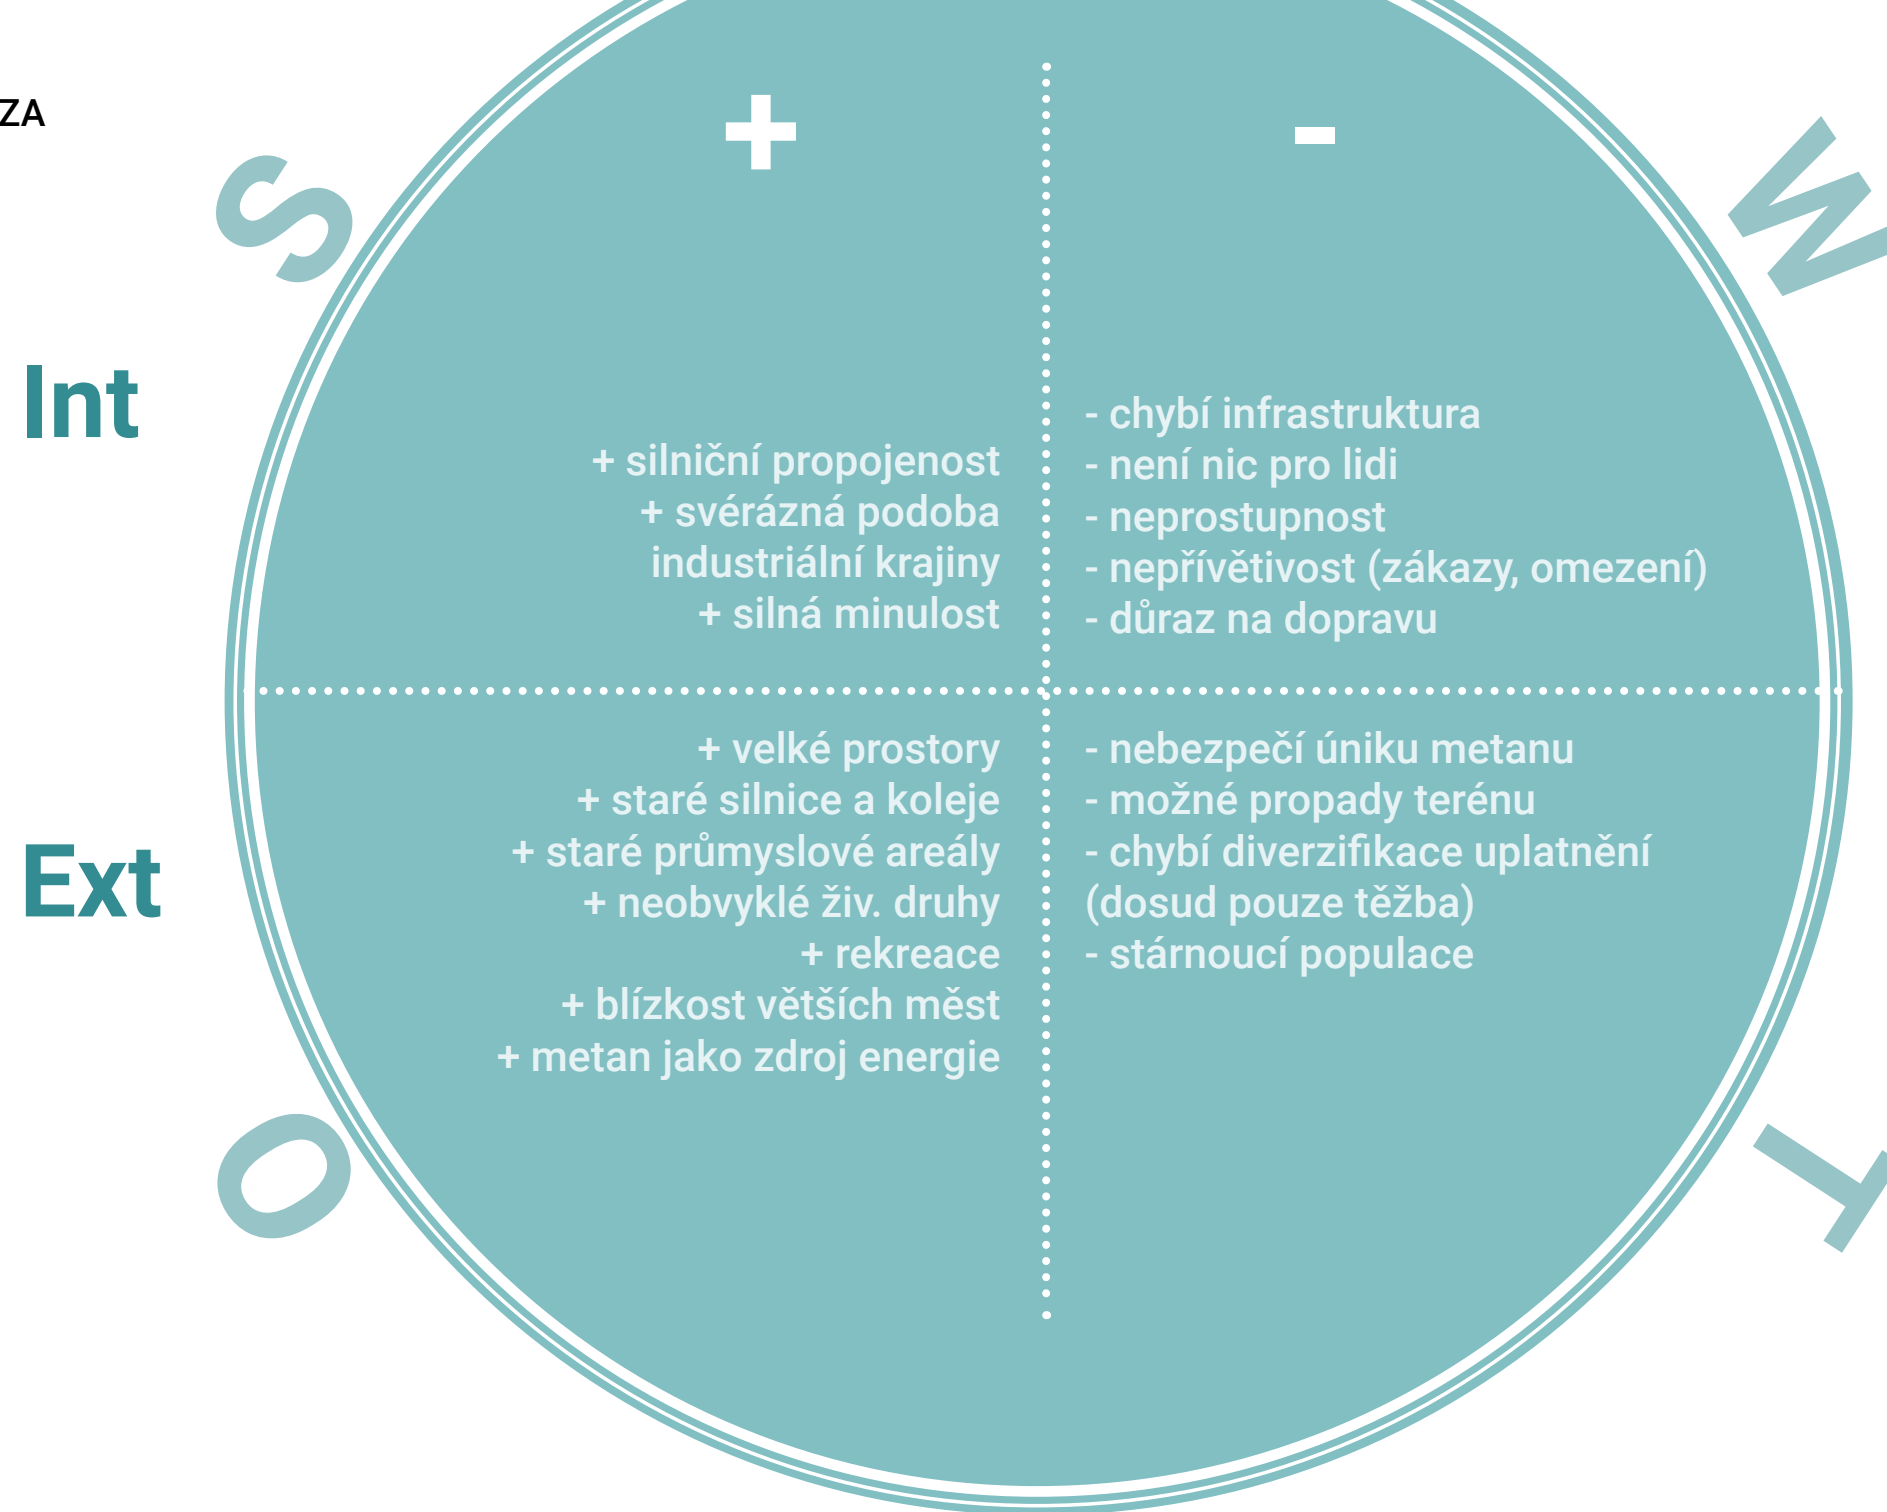 ZA
+
-
S
W
Int
+ silniční propojenost
+ svérázná podoba
industriální krajiny
+ silná minulost
- chybí infrastruktura
- není nic pro lidi
- neprostupnost
- nepřívětivost (zákazy, omezení)
- důraz na dopravu
Ext
+ velké prostory
+ staré silnice a koleje
+ staré průmyslové areály
+ neobvyklé živ. druhy
+ rekreace
+ blízkost větších měst
+ metan jako zdroj energie
- nebezpečí úniku metanu
- možné propady terénu
- chybí diverzifikace uplatnění
(dosud pouze těžba)
- stárnoucí populace
O
T